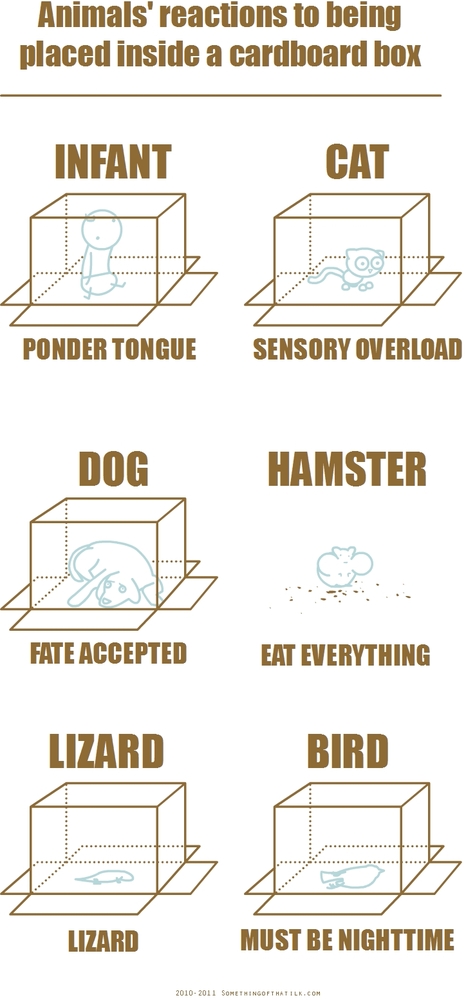 Animals' reactions to being
placed inside a cardboard box
INFANT
PONDER TONGUE
CAT
SENSORY OVERLOAD
DOG
FATE ACCEPTED
HAMSTER
EAT EVERYTHING
LIZARD
LIZARD
BIRD
MUST BE NIGHTTIME
2010-2011 SOMETHINGOFTHATILK.COM